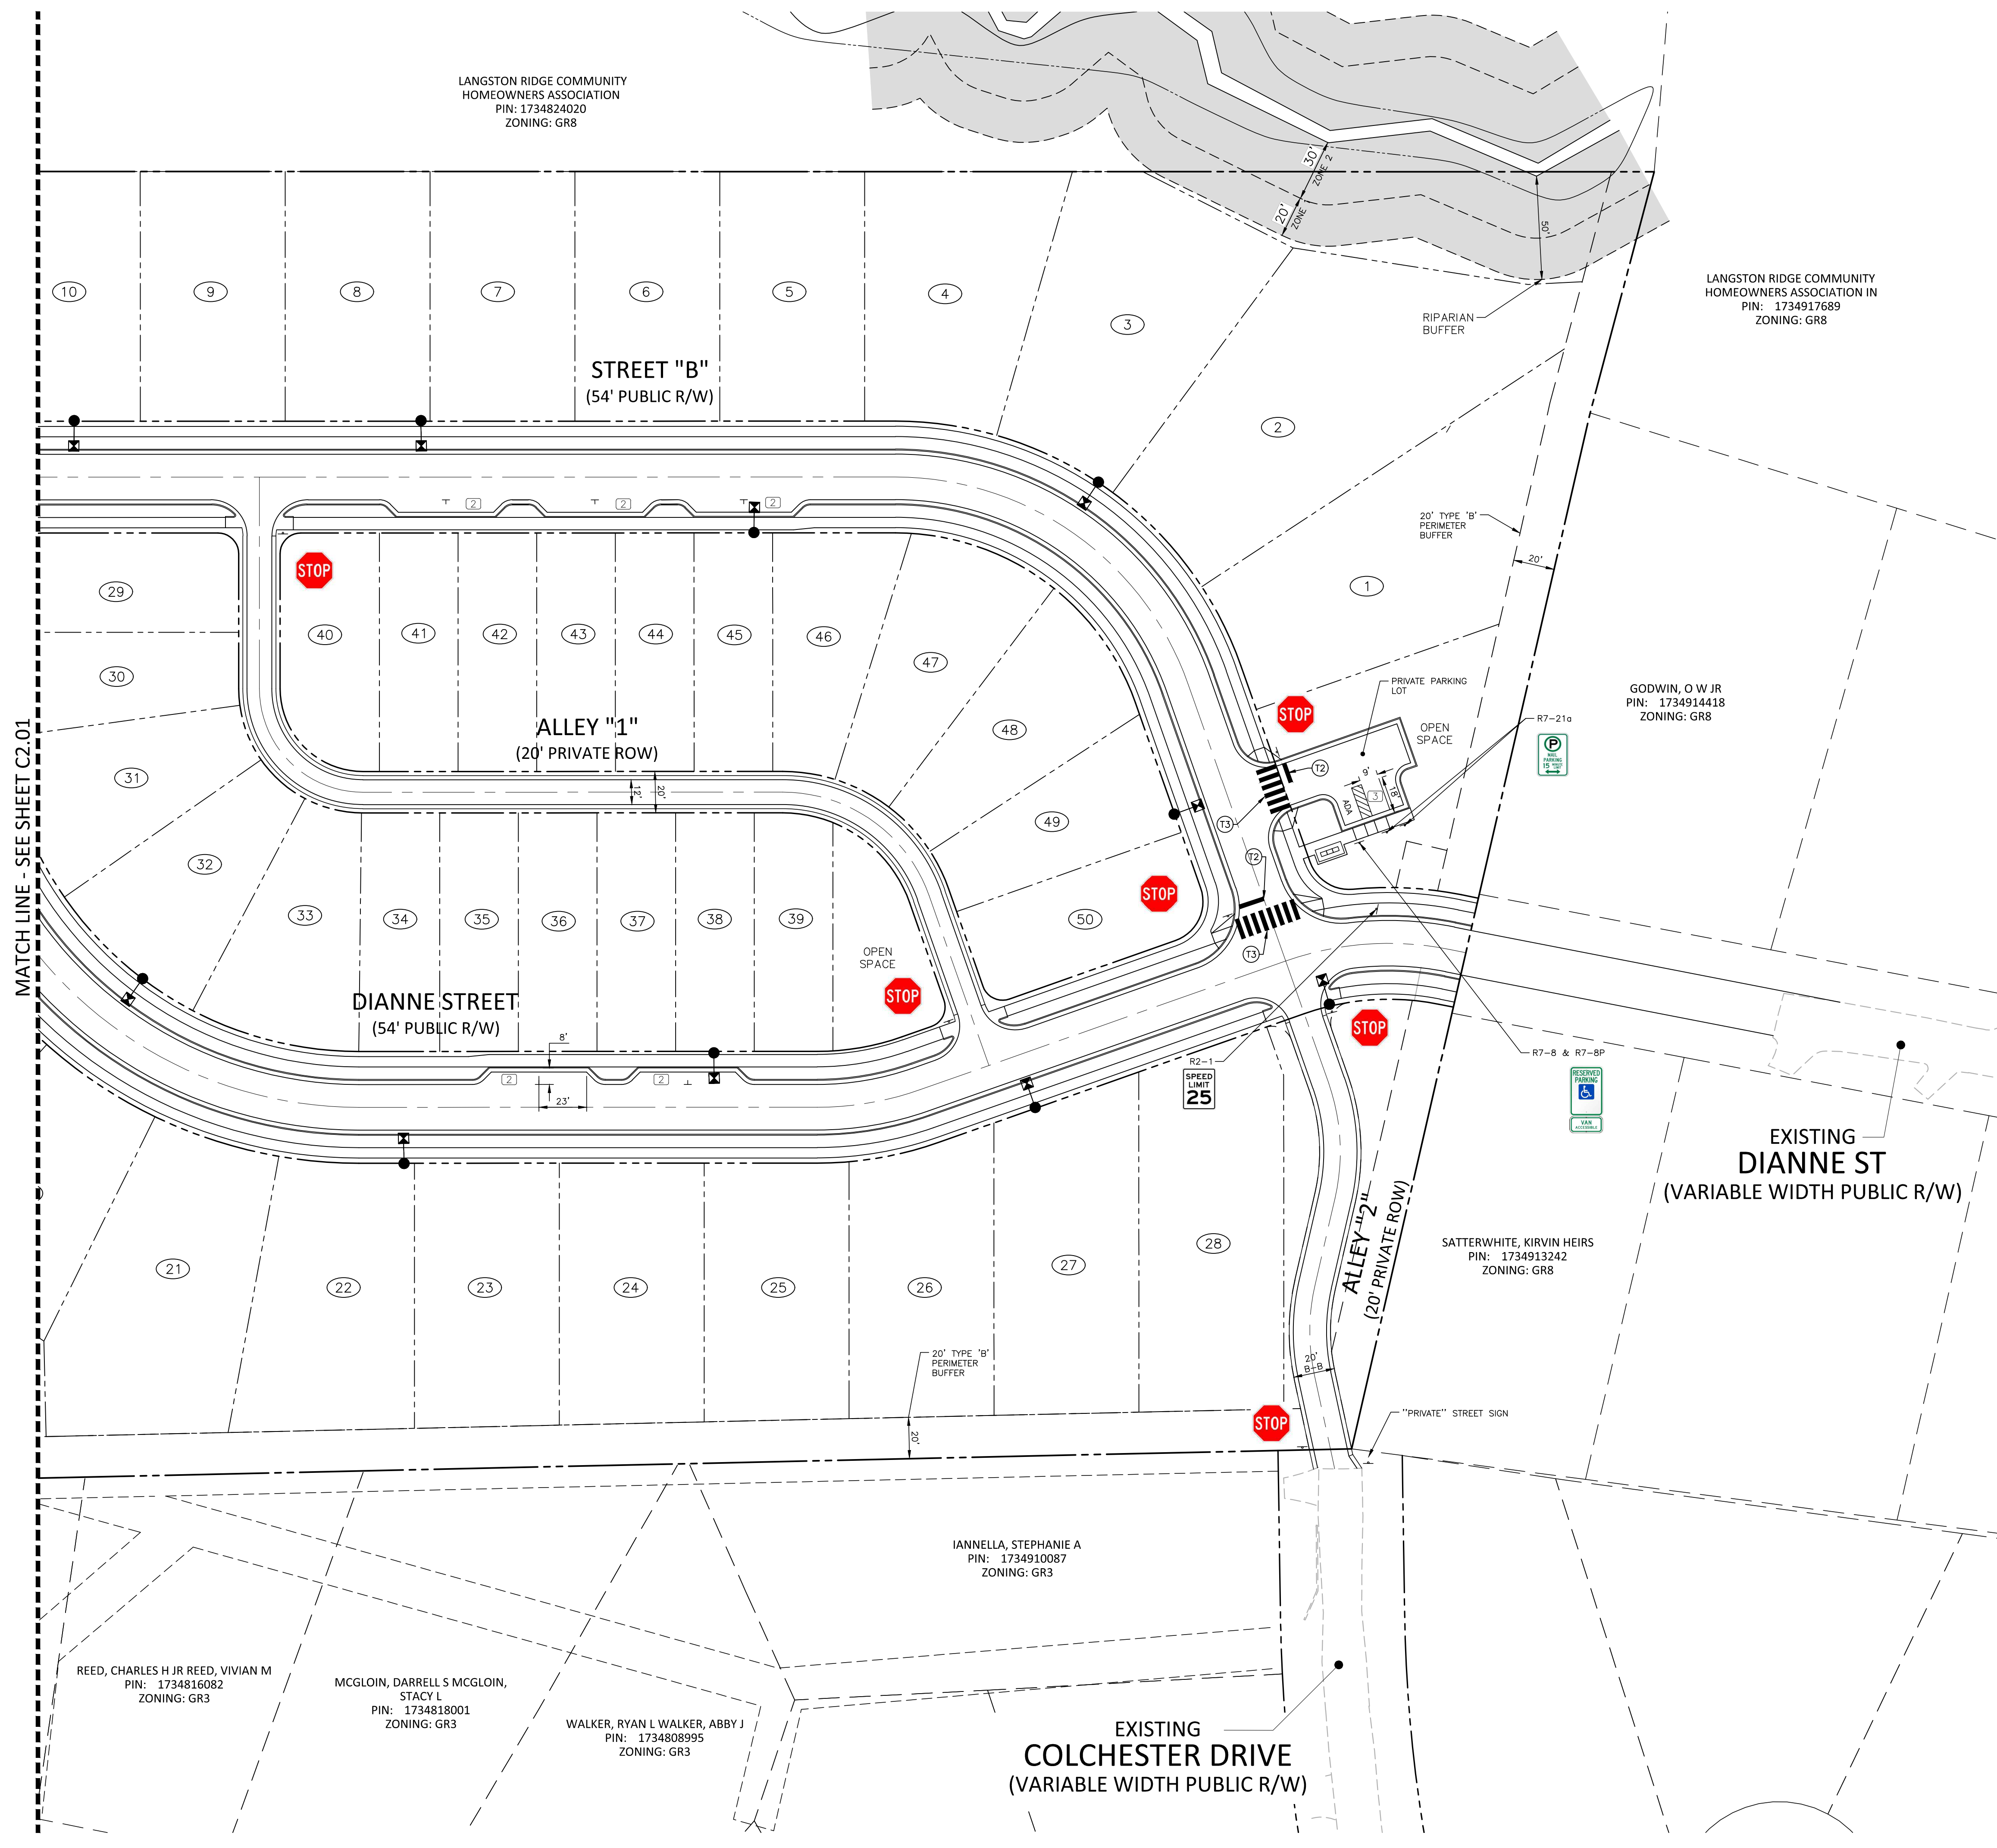 LANGSTON RIDGE COMMUNITY
HOMEOWNERS ASSOCIATION
PIN: 1734824020
ZONING: GR8
30'
ZONE 2
20'
ZONE
50'
LANGSTON RIDGE COMMUNITY
HOMEOWNERS ASSOCIATION IN
PIN: 1734917689
ZONING: GR8
RIPARIAN
BUFFER
10
9
8
7
6
5
4
3
2
1
STREET "B"
(54' PUBLIC R/W)
2
2
2
20' TYPE 'B'
PERIMETER
BUFFER
20'
STOP
29
30
31
32
40
41
42
43
44
45
46
47
48
49
50
ALLEY "1"
(20' PRIVATE ROW)
12'
20'
MATCH LINE - SEE SHEET C2.01
STOP
PRIVATE PARKING
LOT
OPEN
SPACE
R7-21a
P
PARKING
15
T2
T3
9'
18'
3
ADA
T2
T3
GODWIN, O W JR
PIN: 1734914418
ZONING: GR8
STOP
33
34
35
36
37
38
39
OPEN
SPACE
STOP
DIANNE STREET
(54' PUBLIC R/W)
8'
2
2
23'
STOP
R2-1
SPEED
LIMIT
25
R7-8 & R7-8P
RESERVED
PARKING
VAN
ACCESSIBLE
EXISTING
DIANNE ST
(VARIABLE WIDTH PUBLIC R/W)
ALLEY "2"
(20' PRIVATE ROW)
SATTERWHITE, KIRVIN HEIRS
PIN: 1734913242
ZONING: GR8
21
22
23
24
25
26
27
28
20' TYPE 'B'
PERIMETER
BUFFER
20'
20'
B-B
STOP
"PRIVATE" STREET SIGN
IANNELLA, STEPHANIE A
PIN: 1734910087
ZONING: GR3
REED, CHARLES H JR REED, VIVIAN M
PIN: 1734816082
ZONING: GR3
MCGLOIN, DARRELL S MCGLOIN,
STACY L
PIN: 1734818001
ZONING: GR3
WALKER, RYAN L WALKER, ABBY J
PIN: 1734808995
ZONING: GR3
EXISTING
COLCHESTER DRIVE
(VARIABLE WIDTH PUBLIC R/W)